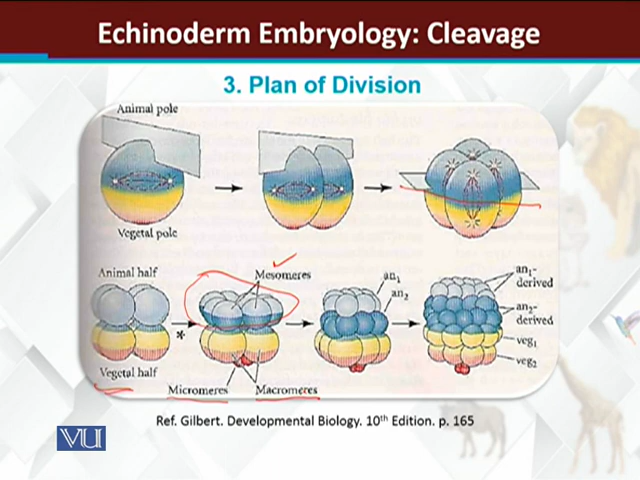 Echinoderm Embryology: Cleavage
3. Plan of Division
Animal pole
Vegetal pole
Animal half
Mesomeres
an₁
an₂
an₁-
derived
an₂-
derived
veg₁
veg₂
*
Vegetal half
Micromeres
Macromeres
Ref. Gilbert. Developmental Biology. 10th Edition. p. 165
VU